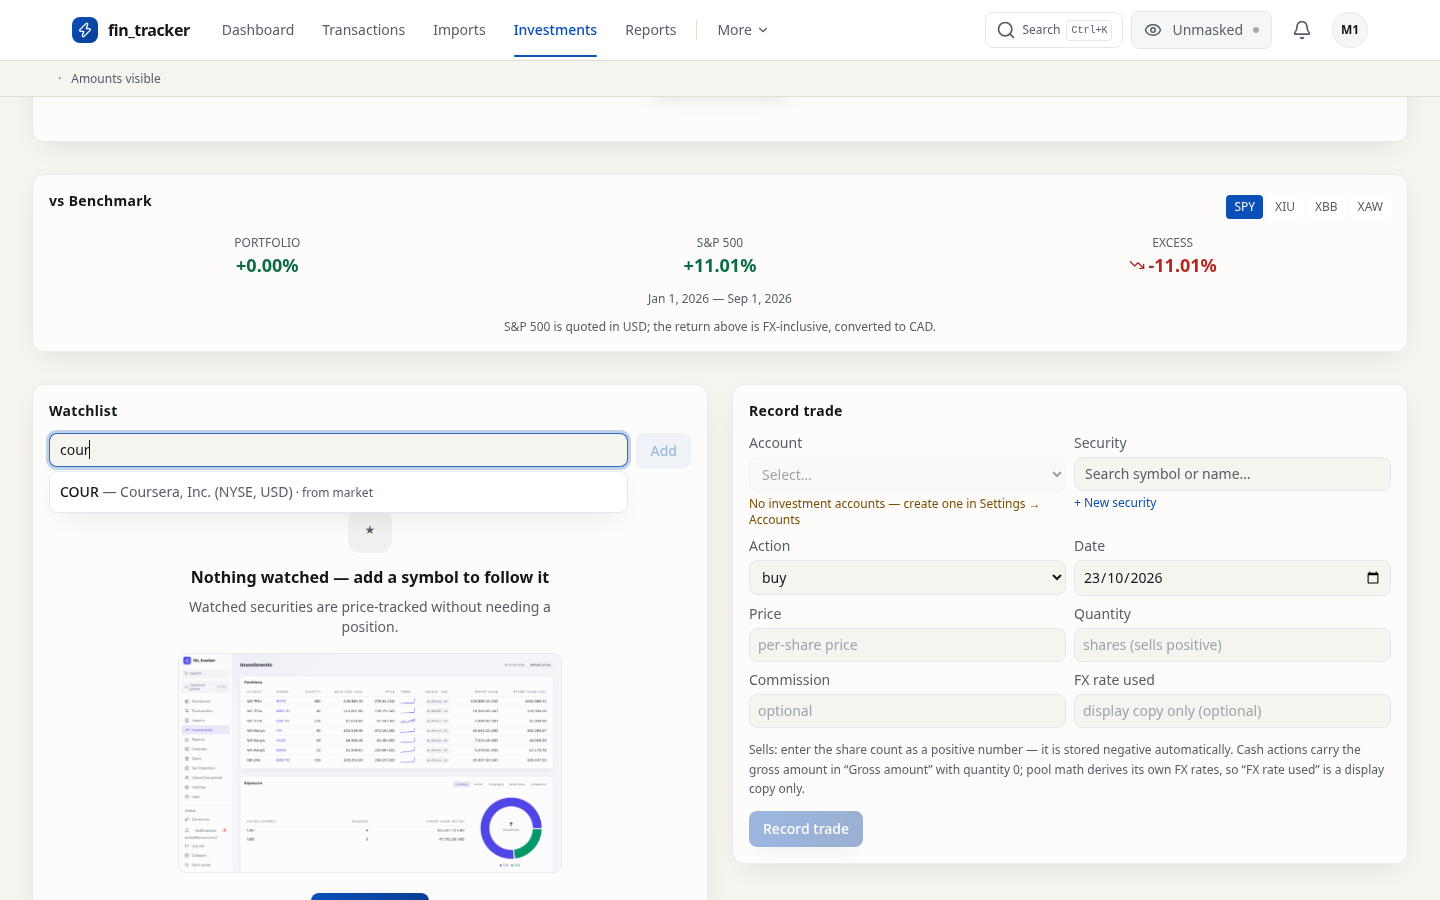 fin_tracker
Dashboard
Transactions
Imports
Investments
Reports
More
Search
Ctrl+K
Unmasked
M1
· Amounts visible
vs Benchmark
SPY
XIU
XBB
XAW
PORTFOLIO
S&P 500
EXCESS
+0.00%
+11.01%
-11.01%
Jan 1, 2026 — Sep 1, 2026
S&P 500 is quoted in USD; the return above is FX-inclusive, converted to CAD.
Watchlist
cour
Add
COUR — Coursera, Inc. (NYSE, USD) · from market
Nothing watched — add a symbol to follow it
Watched securities are price-tracked without needing a
position.
fin_tracker
Investments
Positions
Exposure
Record trade
Account
Security
Select...
Search symbol or name...
No investment accounts — create one in Settings →
Accounts
+ New security
Action
Date
buy
23/10/2026
Price
Quantity
per-share price
shares (sells positive)
Commission
FX rate used
optional
display copy only (optional)
Sells: enter the share count as a positive number — it is stored negative automatically. Cash actions carry the
gross amount in “Gross amount” with quantity 0; pool math derives its own FX rates, so “FX rate used” is a display
copy only.
Record trade